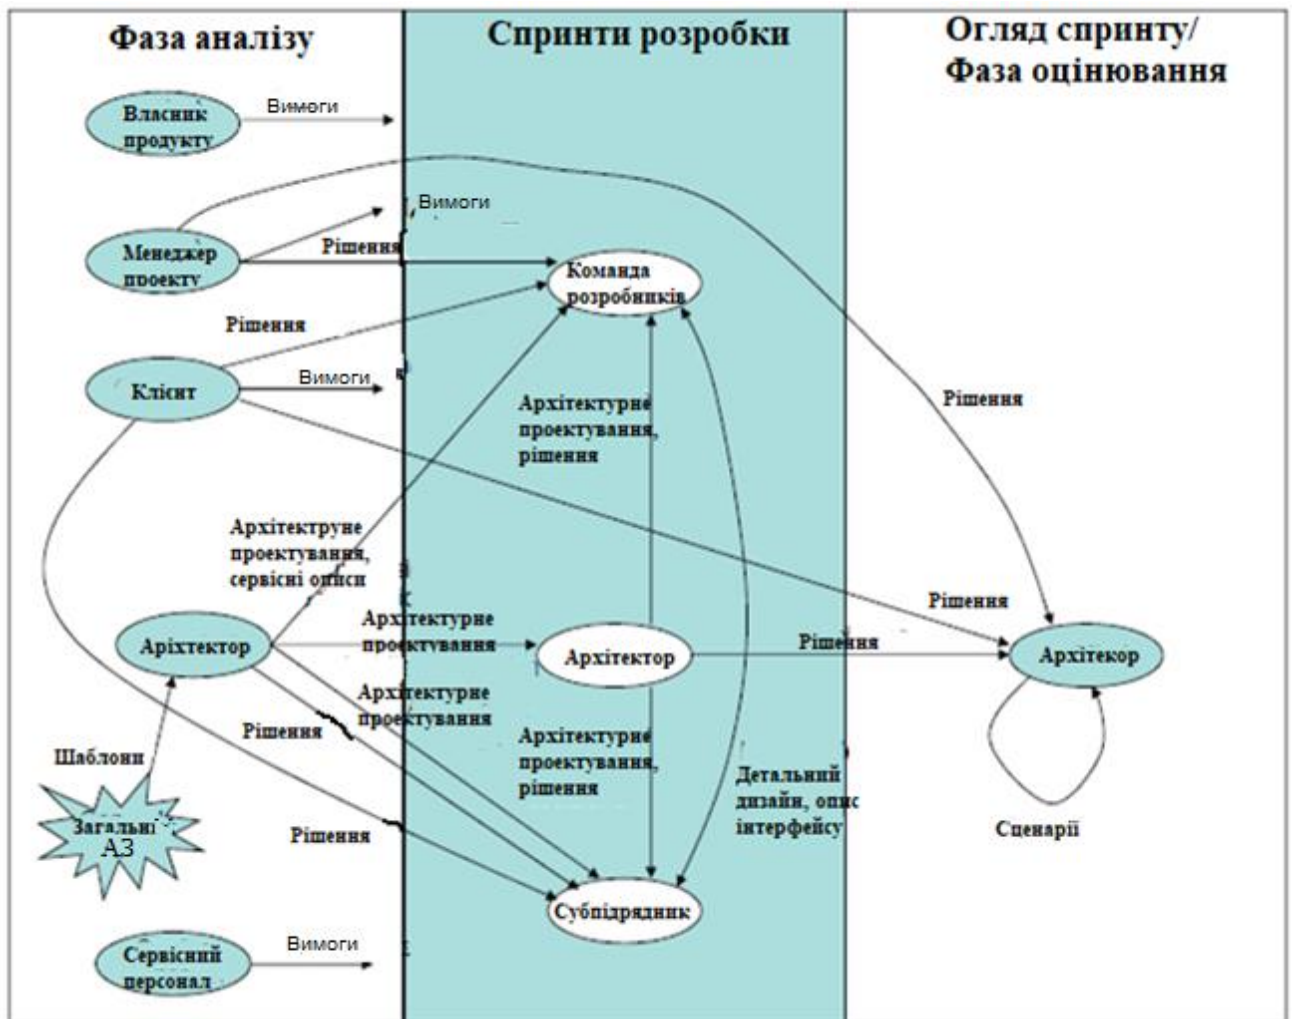 Фаза аналізу
Спринти розробки
Огляд спринту/
Фаза оцінювання
Власник
продукту
Вимоги
Вимоги
Менеджер
проекту
Рішення
Команда
розробників
Рішення
Клієнт
Вимоги
Архітектурне
проектування,
рішення
Рішення
Архітектруне
проектування,
сервісні описи
Архітектурне
проектування
Рішення
Аріхтектор
Архітектор
Рішення
Архітекор
Архітектурне
проектування
Рішення
Архітектурне
проектування,
рішення
Шаблони
Детальний
дизайн, опис
інтерфейсу
Загальні
АЗ
Рішення
Сценарії
Субпідрядник
Сервісний
персонал
Вимоги